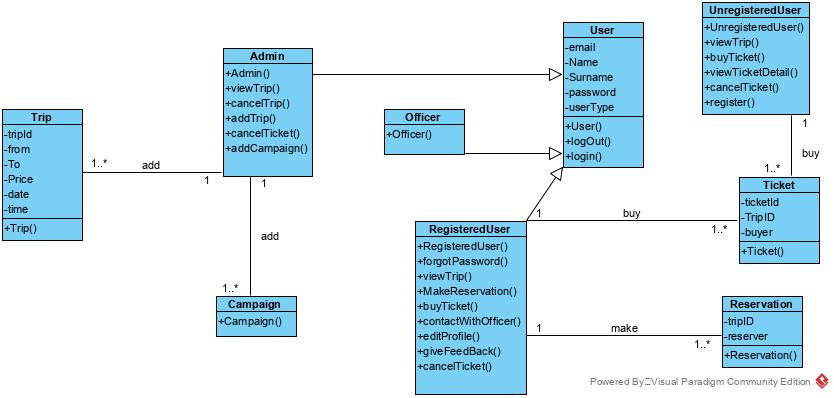 UnregisteredUser
+UnregisteredUser()
+viewTrip()
+buyTicket()
+viewTicketDetail()
+cancelTicket()
+register()
User
-email
-Name
-Surname
-password
-userType
+User()
+logOut()
+login()
Admin
+Admin()
+viewTrip()
+cancelTrip()
+addTrip()
+cancelTicket()
+addCampaign()
Officer
+Officer()
Trip
-tripId
-from
-To
-Price
-date
-time
+Trip()
1..*
add
1
1
add
1..*
Campaign
+Campaign()
1
buy
1..*
Ticket
-ticketId
-TripID
-buyer
+Ticket()
1
buy
1..*
RegisteredUser
+RegisteredUser()
+forgotPassword()
+viewTrip()
+MakeReservation()
+buyTicket()
+contactWithOfficer()
+editProfile()
+giveFeedBack()
+cancelTicket()
1
make
1..*
Reservation
-tripID
-reserver
+Reservation()
Powered By Visual Paradigm Community Edition